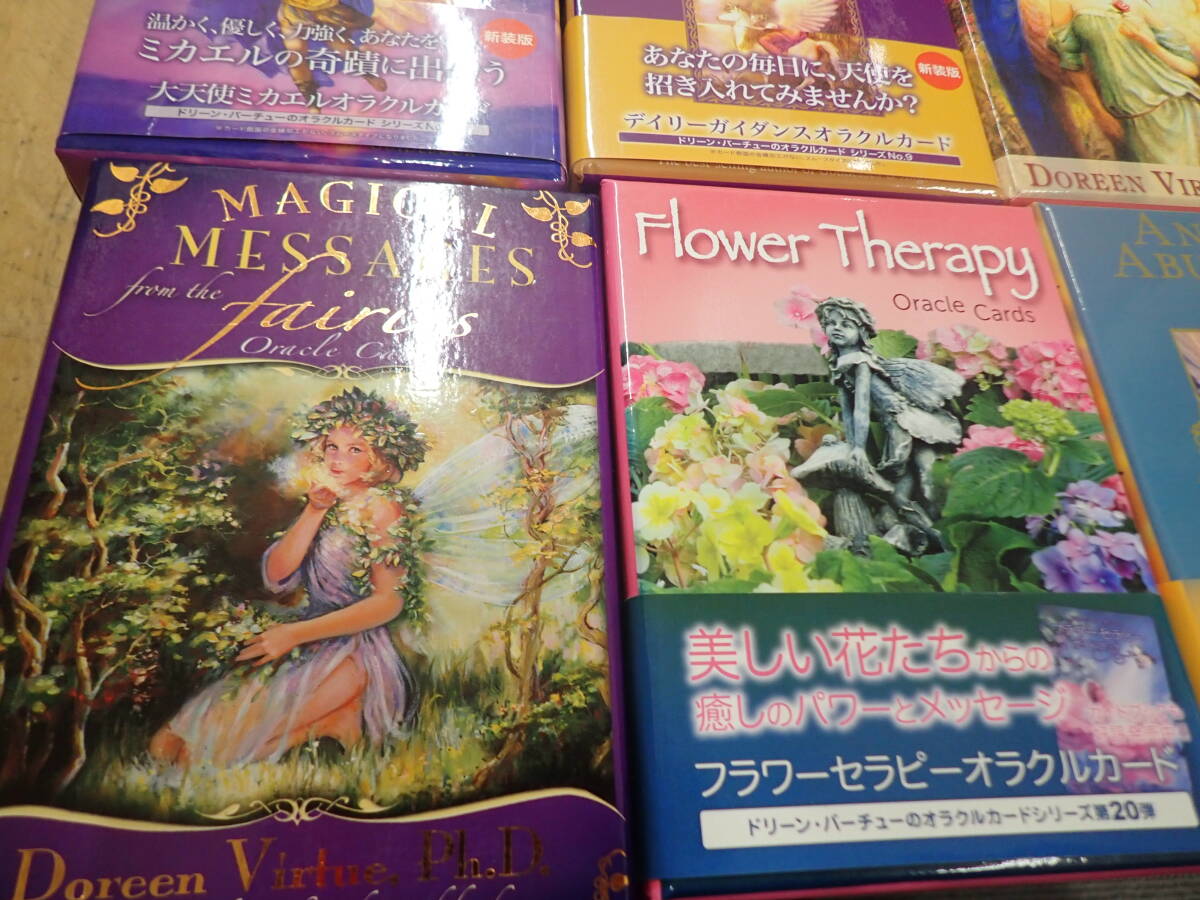 温かく、優しく、力強く、あなたを
ミカエルの奇蹟に出
う
新装版
大天使ミカエルオラクルカード
ドリーン・バーチューのオラクルカード シリーズNo.
あなたの毎日に、天使を
招き入れてみませんか?
新装版
デイリーガイダンスオラクルカード
ドリーン・バーチューのオラクルカード シリーズNo.9
DOREEN VI
MAGICAL
MESSAGES
from the
fairies
Oracle Ca
Doreen Virtue, Ph.D.
Flower Therapy
Oracle Cards
美しい花たちからの
癒しのパワーとメッセージ
フラワーセラピーオラクルカード
ドリーン・バーチューのオラクルカードシリーズ第20弾
AN
ABU